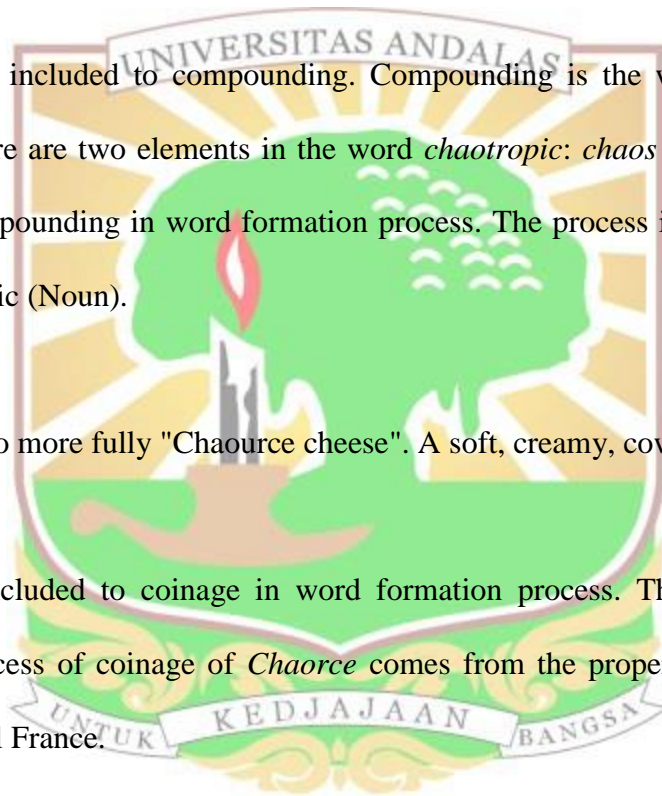 UNIVERSITAS ANDALAS
included to compounding. Compounding is the
re are two elements in the word chaotropic: chaos
pounding in word formation process. The process i
ic (Noun).
o more fully "Chaource cheese". A soft, creamy, cov
cluded to coinage in word formation process. Th
cess of coinage of Chaorce comes from the prope
l France.
UNTUK KEDJAJAAN BANGSA